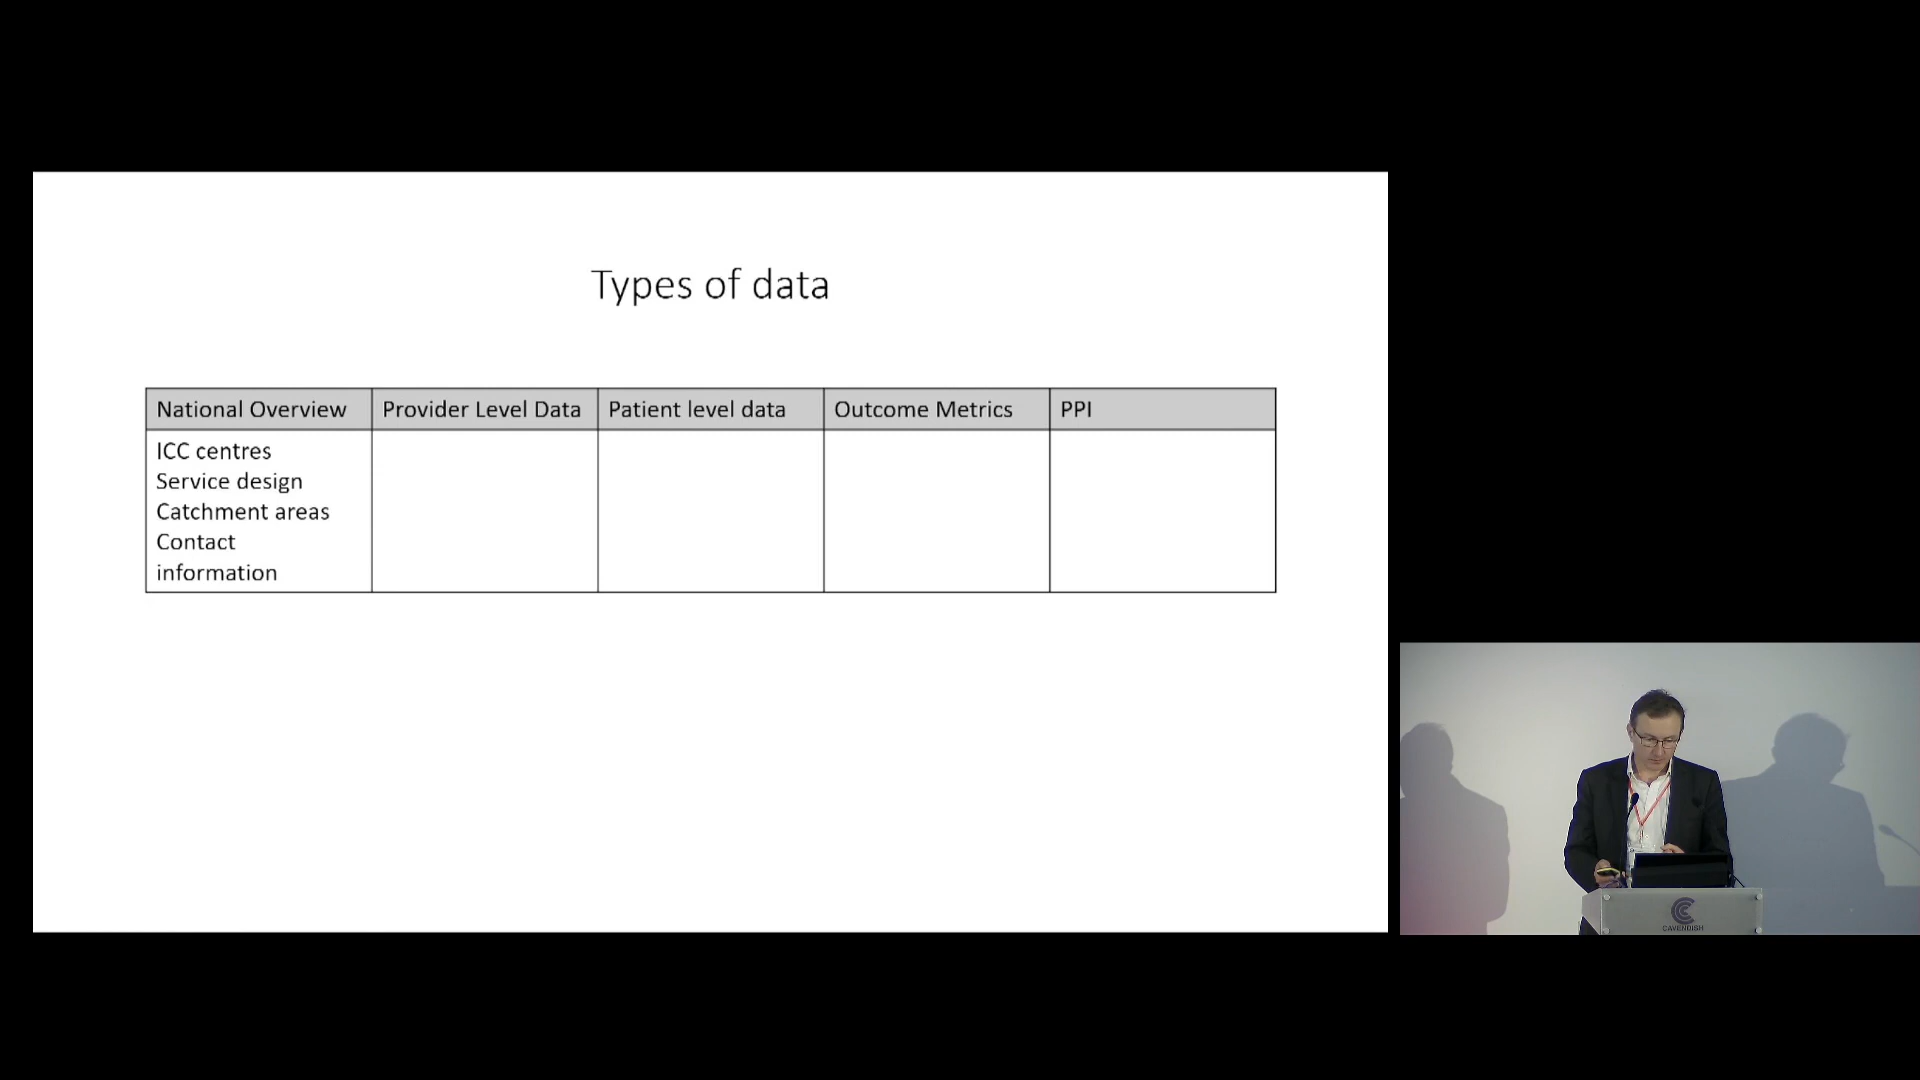 Types of data
National Overview
Provider Level Data
Patient level data
Outcome Metrics
PPI
ICC centres
Service design
Catchment areas
Contact
information
CAVENDISH